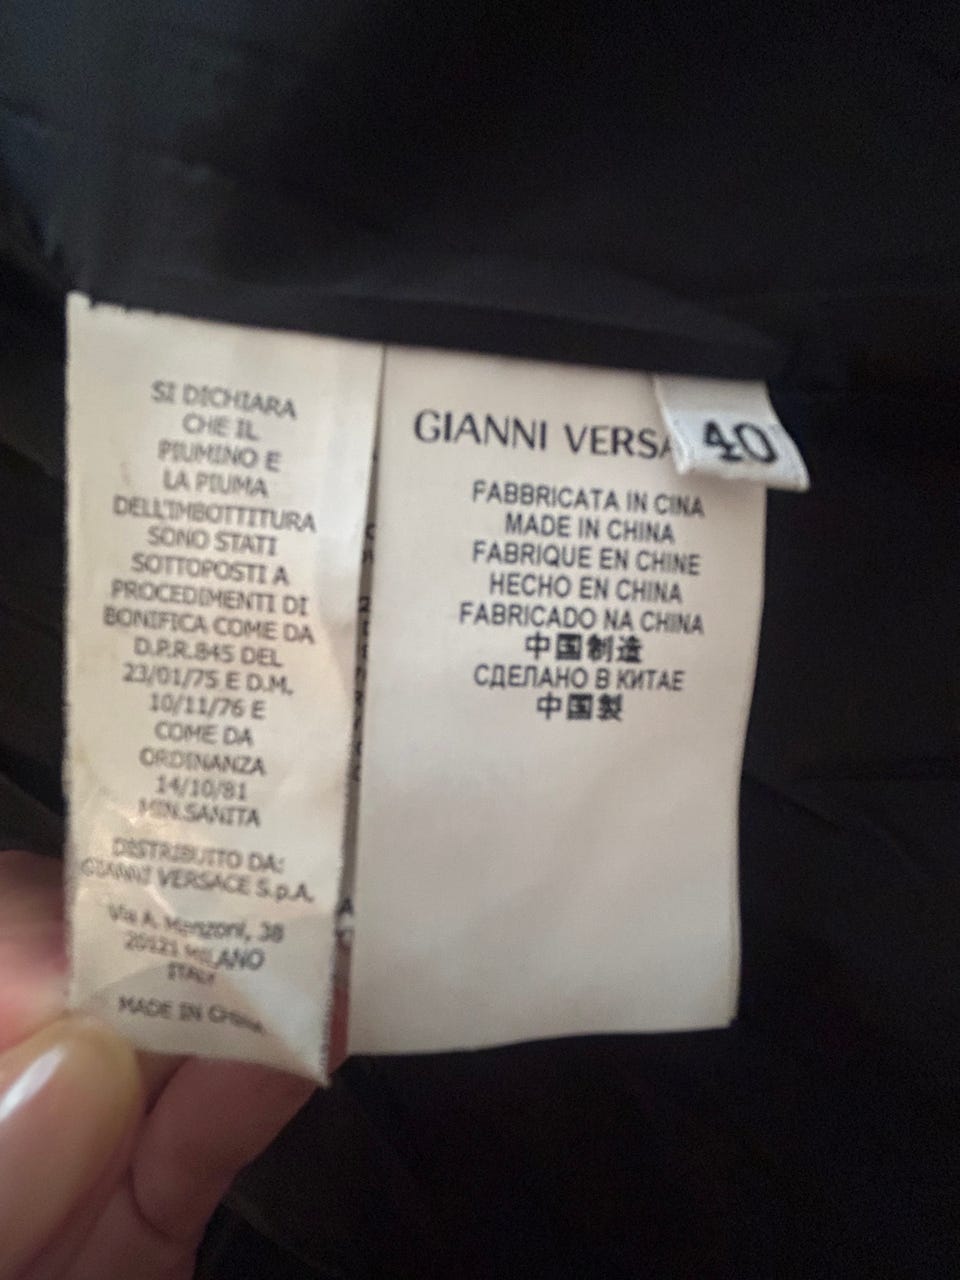 SI DICHIARA
CHE IL
PIUMINO E
LA PIUMA
DELL'IMBOTTITURA
SONO STATI
SOTTOPOSTI A
PROCEDIMENTI DI
BONIFICA COME DA
D.P.R.845 DEL
23/01/75 E D.M.
10/11/76 E
COME DA
ORDINANZA
14/10/81
MIN.SANITA
DISTRIBUITO DA:
GIANNI VERSACE S.p.A.
Via A. Manzoni, 38
20121 MILANO
ITALY
MADE IN CHINA
GIANNI VERSA
40
FABBRICATA IN CINA
MADE IN CHINA
FABRIQUE EN CHINE
HECHO EN CHINA
FABRICADO NA CHINA
中国制造
СДЕЛАНО В КИТАЕ
中国製